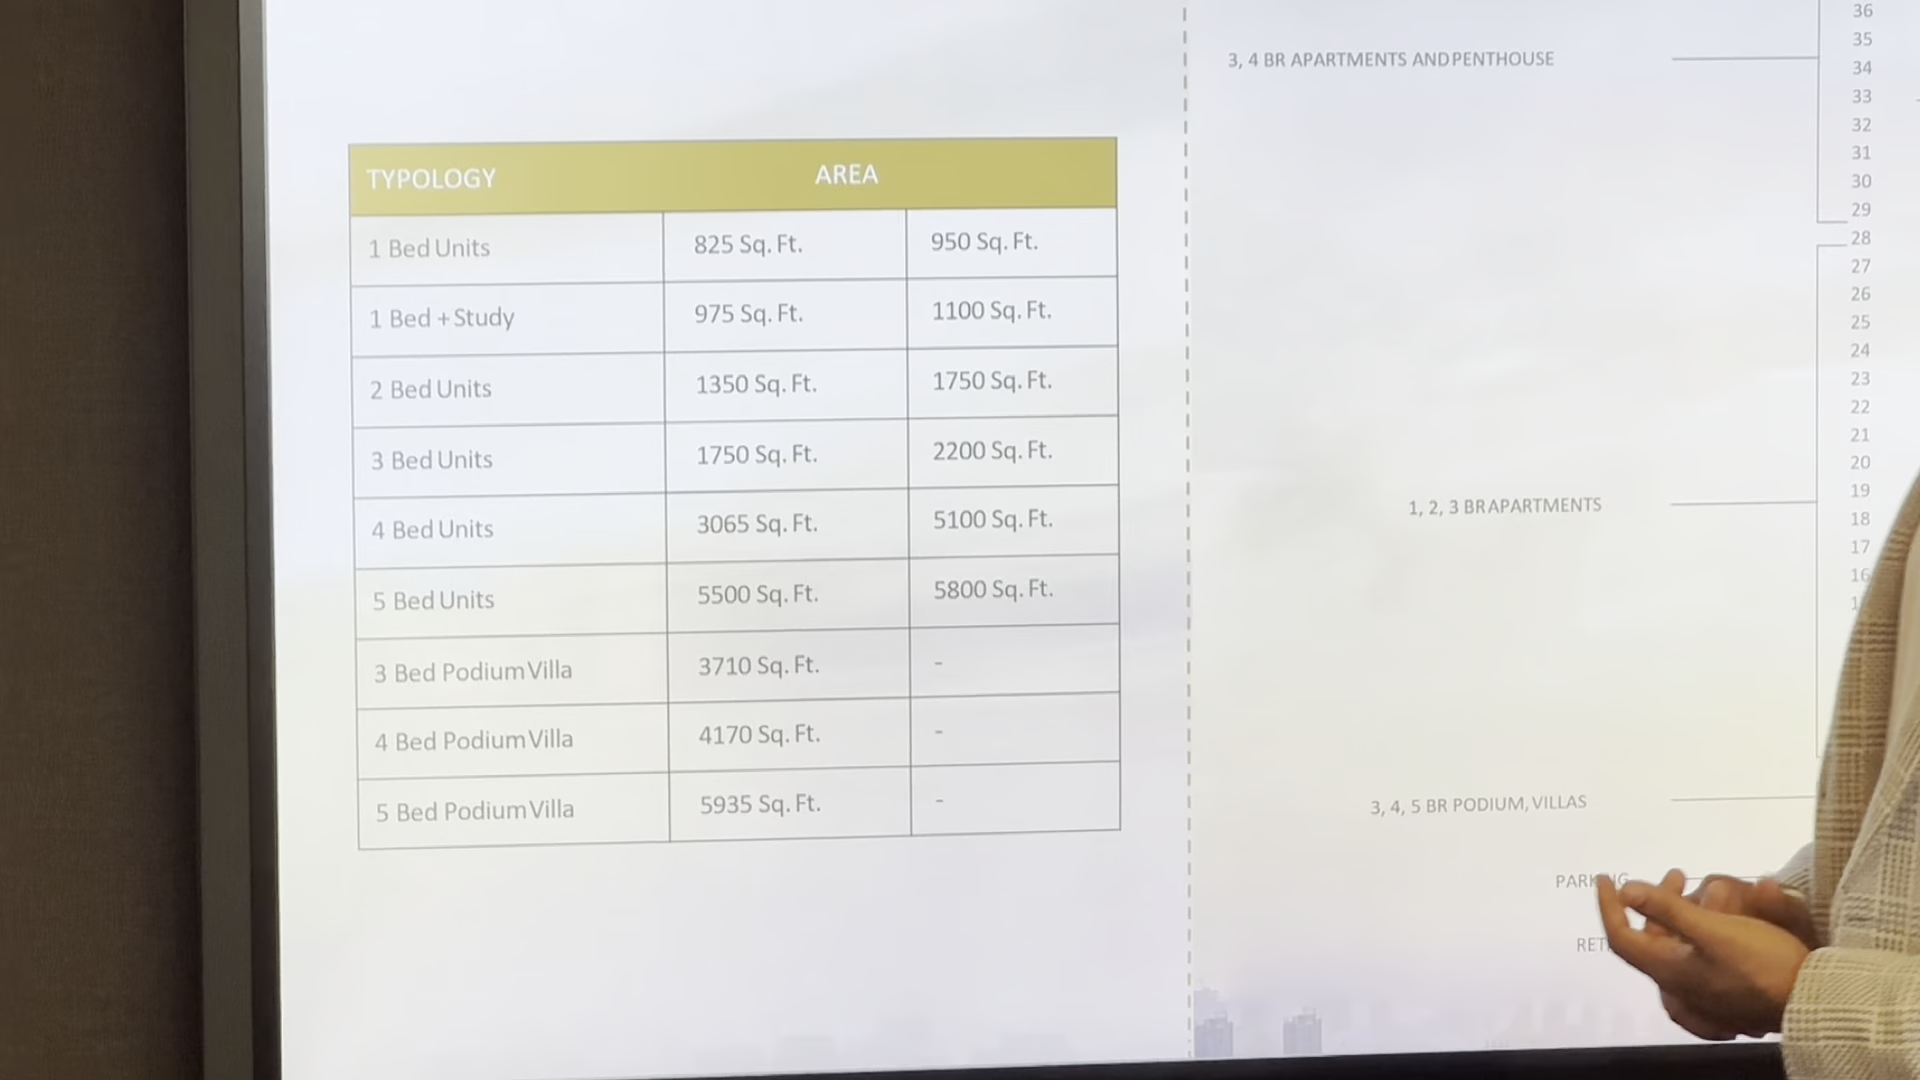 TYPOLOGY AREA
1 Bed Units 825 Sq. Ft. 950 Sq. Ft.
1 Bed + Study 975 Sq. Ft. 1100 Sq. Ft.
2 Bed Units 1350 Sq. Ft. 1750 Sq. Ft.
3 Bed Units 1750 Sq. Ft. 2200 Sq. Ft.
4 Bed Units 3065 Sq. Ft. 5100 Sq. Ft.
5 Bed Units 5500 Sq. Ft. 5800 Sq. Ft.
3 Bed Podium Villa 3710 Sq. Ft. -
4 Bed Podium Villa 4170 Sq. Ft. -
5 Bed Podium Villa 5935 Sq. Ft. -
3, 4 BR APARTMENTS AND PENTHOUSE
1, 2, 3 BR APARTMENTS
3, 4, 5 BR PODIUM, VILLAS
36
35
34
33
32
31
30
29
28
27
26
25
24
23
22
21
20
19
18
17
16